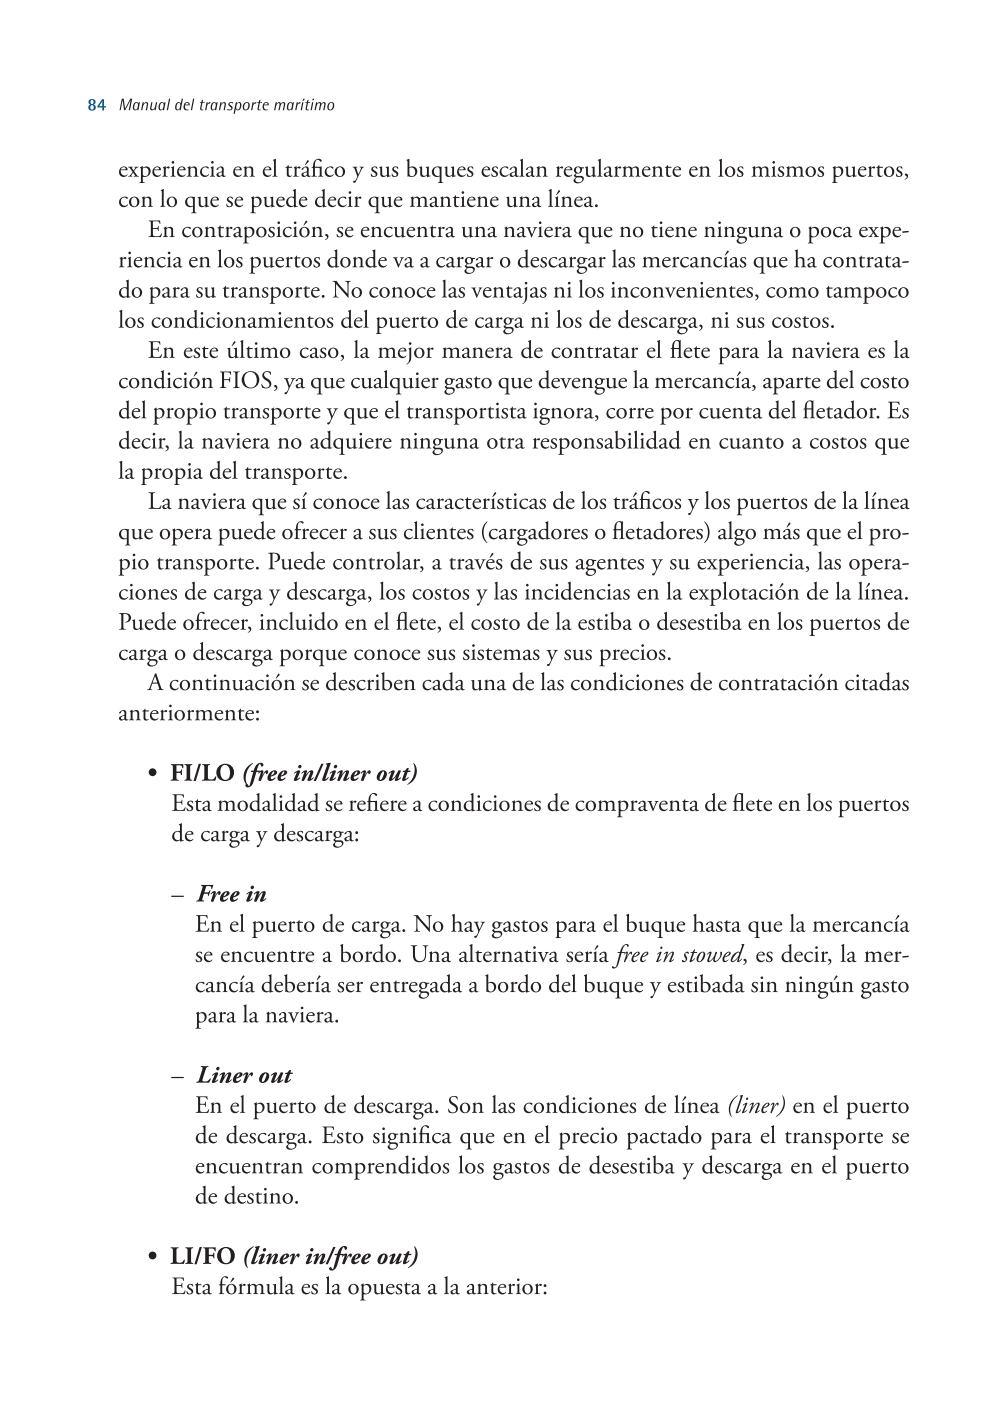 84 Manual del transporte marítimo
experiencia en el tráfico y sus buques escalan regularmente en los mismos puertos,
con lo que se puede decir que mantiene una línea.
En contraposición, se encuentra una naviera que no tiene ninguna o poca expe-
riencia en los puertos donde va a cargar o descargar las mercancías que ha contrata-
do para su transporte. No conoce las ventajas ni los inconvenientes, como tampoco
los condicionamientos del puerto de carga ni los de descarga, ni sus costos.
En este último caso, la mejor manera de contratar el flete para la naviera es la
condición FIOS, ya que cualquier gasto que devengue la mercancía, aparte del costo
del propio transporte y que el transportista ignora, corre por cuenta del fletador. Es
decir, la naviera no adquiere ninguna otra responsabilidad en cuanto a costos que
la propia del transporte.
La naviera que sí conoce las características de los tráficos y los puertos de la línea
que opera puede ofrecer a sus clientes (cargadores o fletadores) algo más que el pro-
pio transporte. Puede controlar, a través de sus agentes y su experiencia, las opera-
ciones de carga y descarga, los costos y las incidencias en la explotación de la línea.
Puede ofrecer, incluido en el flete, el costo de la estiba o desestiba en los puertos de
carga o descarga porque conoce sus sistemas y sus precios.
A continuación se describen cada una de las condiciones de contratación citadas
anteriormente:
• FI/LO (free in/liner out)
Esta modalidad se refiere a condiciones de compraventa de flete en los puertos
de carga y descarga:
– Free in
En el puerto de carga. No hay gastos para el buque hasta que la mercancía
se encuentre a bordo. Una alternativa sería free in stowed, es decir, la mer-
cancía debería ser entregada a bordo del buque y estibada sin ningún gasto
para la naviera.
– Liner out
En el puerto de descarga. Son las condiciones de línea (liner) en el puerto
de descarga. Esto significa que en el precio pactado para el transporte se
encuentran comprendidos los gastos de desestiba y descarga en el puerto
de destino.
• LI/FO (liner in/free out)
Esta fórmula es la opuesta a la anterior: